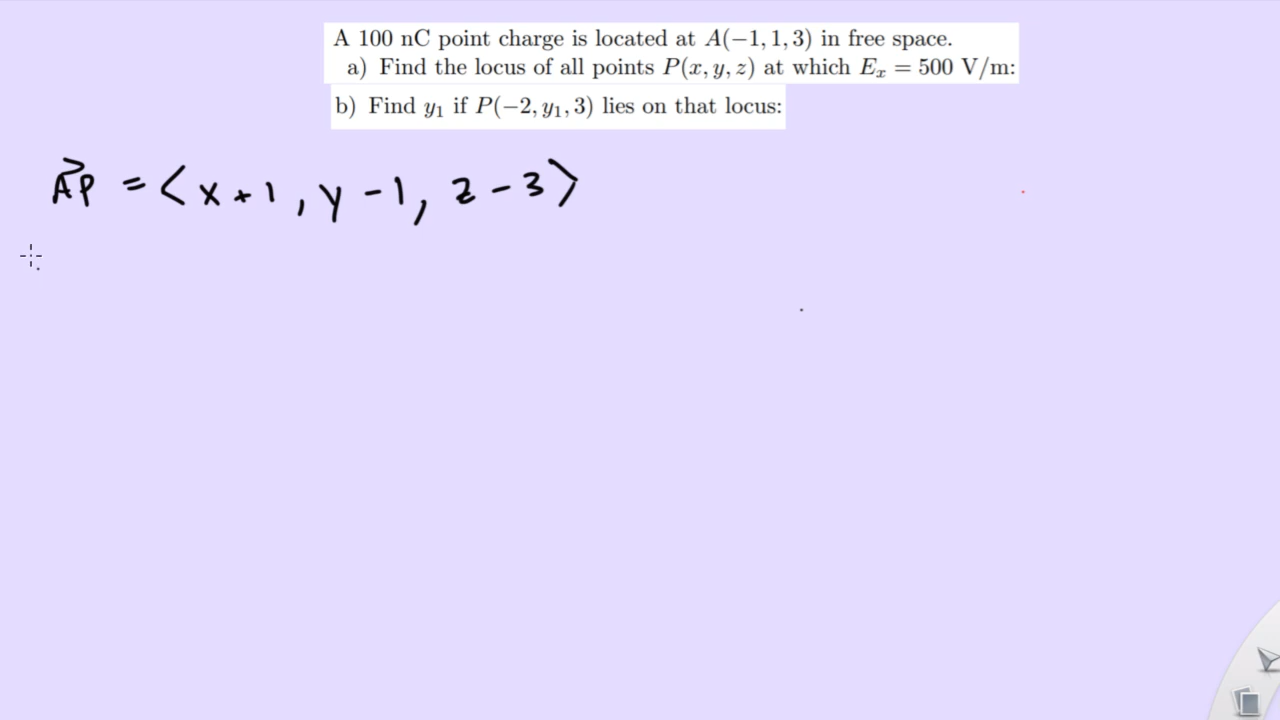 A 100 nC point charge is located at A(−1, 1, 3) in free space.
a) Find the locus of all points P(x, y, z) at which Eₓ = 500 V/m:
b) Find y₁ if P(−2, y₁, 3) lies on that locus:
A⃗P = ⟨x + 1, y − 1, z − 3⟩